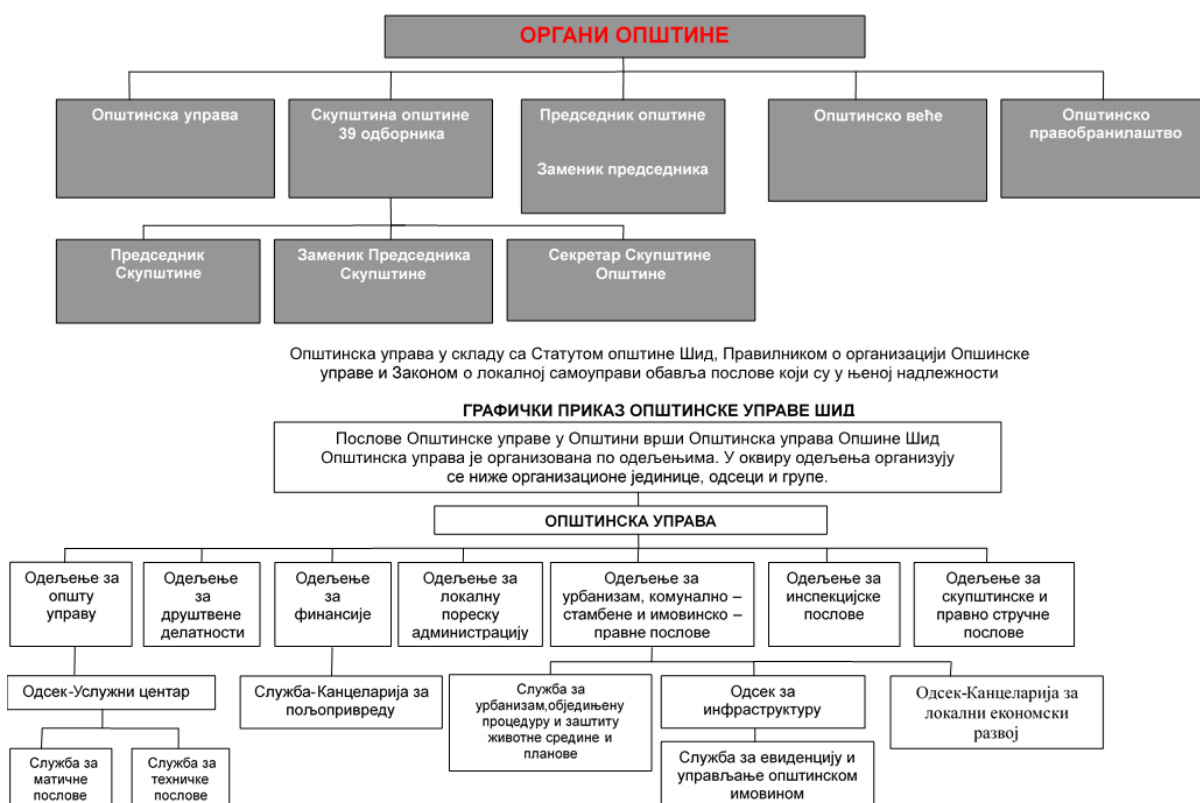 ОРГАНИ ОПШТИНЕ
Општинска управа
Скупштина општине
39 одборника
Председник општине
Заменик председника
Општинско веће
Општинско
правобранилаштво
Председник
Скупштине
Заменик Председника
Скупштине
Секретар Скупштине
Општине
Општинска управа у складу са Статутом општине Шид, Правилником о организацији Опшинске
управе и Законом о локалној самоуправи обавља послове који су у њеној надлежности
ГРАФИЧКИ ПРИКАЗ ОПШТИНСКЕ УПРАВЕ ШИД
Послове Општинске управе у Општини врши Општинска управа Опшине Шид
Општинска управа је организована по одељењима. У оквиру одељења организују
се ниже организационе јединице, одсеци и групе.
ОПШТИНСКА УПРАВА
Одељење за
општу
управу
Одељење
за
друштвене
делатности
Одељење
за
финансије
Одељење за
локалну
пореску
администрацију
Одељење за
урбанизам, комунално –
стамбене и имовинско –
правне послове
Одељење за
инспекцијске
послове
Одељење за
скупштинске и
правно стручне
послове
Одсек-Услужни центар
Служба-Канцеларија за
пољопривреду
Служба за
урбанизам,обједињену
процедуру и заштиту
животне средине и
планове
Одсек за
инфраструктуру
Одсек-Канцеларија за
локални економски
развој
Служба за
матичне
послове
Служба за
техничке
послове
Служба за евиденцију и
управљање општинском
имовином